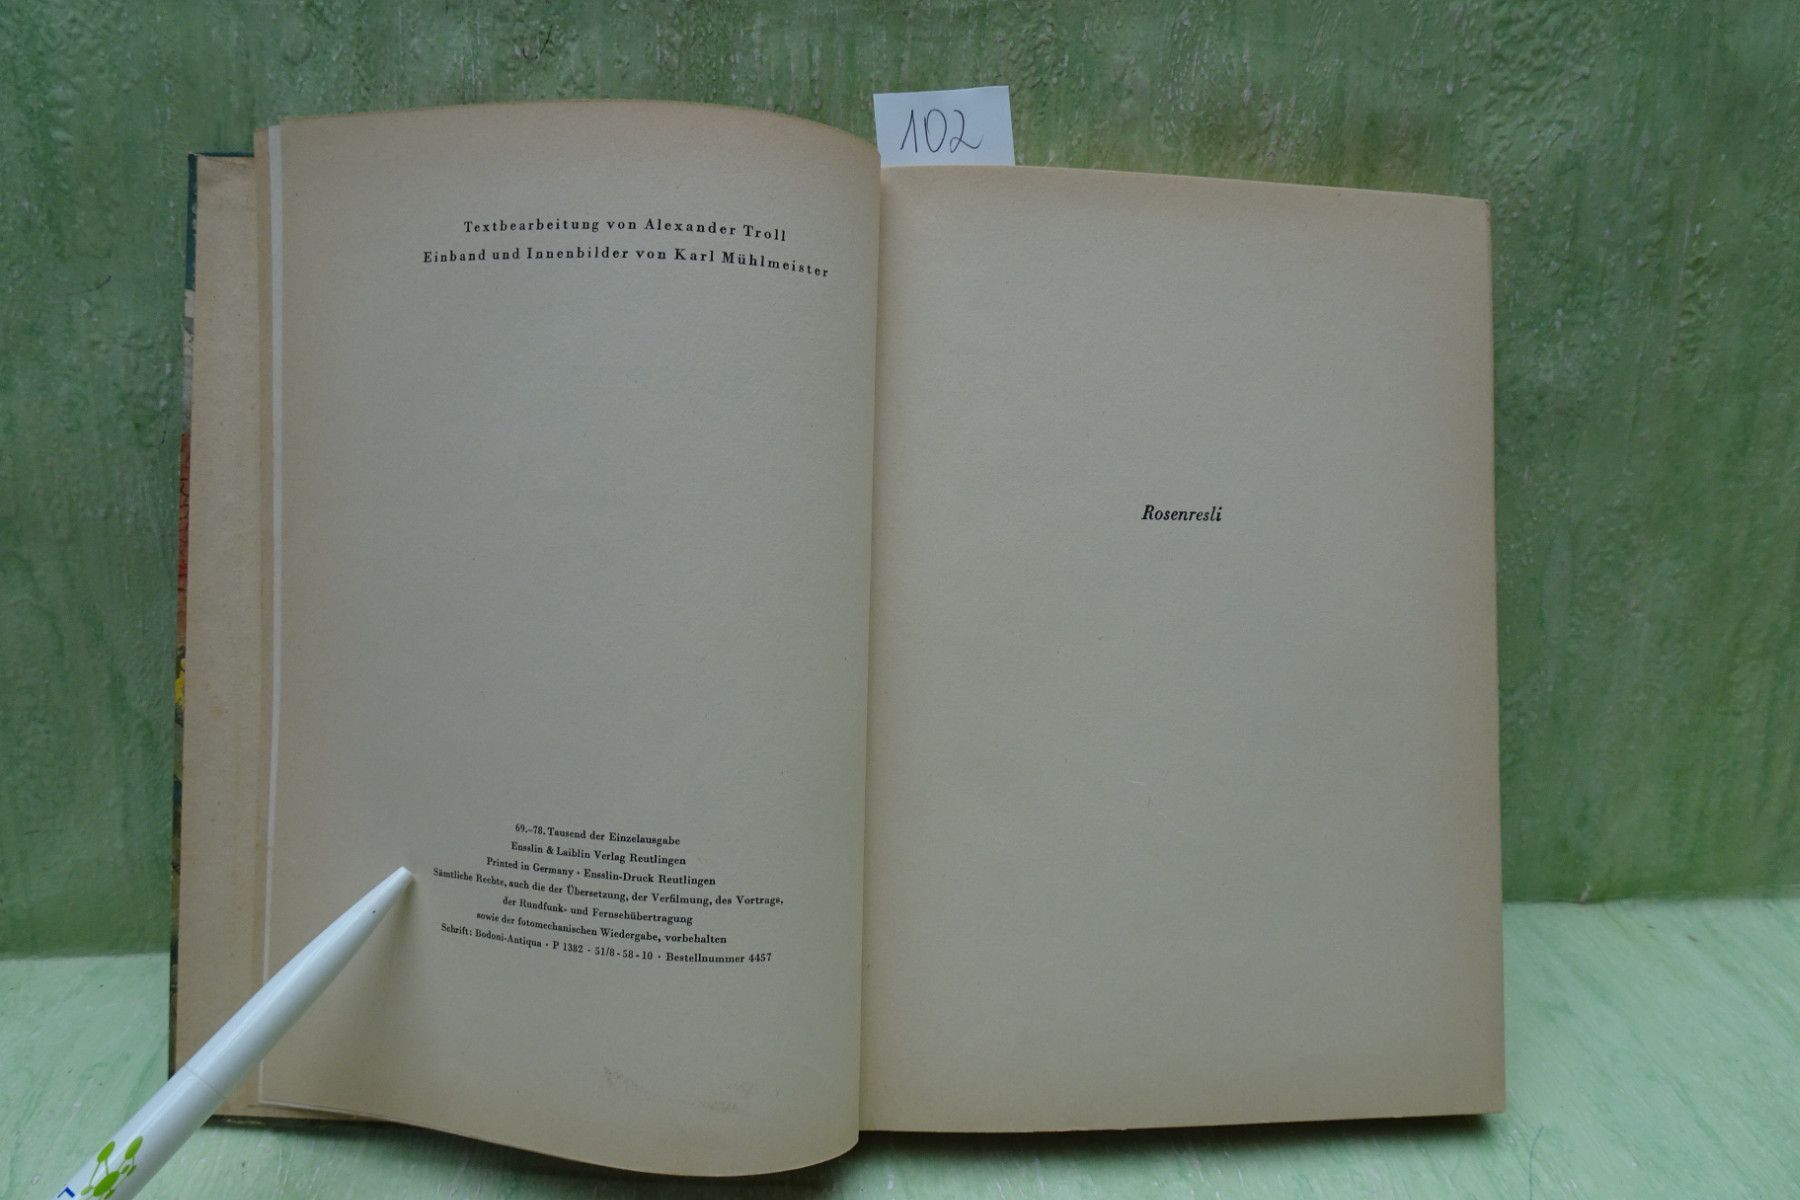 102
Textbearbeitung von Alexander Troll
Einband und Innenbilder von Karl Mühlmeister
Rosenresli
69.–78. Tausend der Einzelausgabe
Ensslin & Laiblin Verlag Reutlingen
Printed in Germany · Ensslin-Druck Reutlingen
Sämtliche Rechte, auch die der Übersetzung, der Verfilmung, des Vortrags,
der Rundfunk- und Fernsehübertragung
sowie der fotomechanischen Wiedergabe, vorbehalten
Schrift: Bodoni-Antiqua · P 1382 - 51/8 - 58 - 10 · Bestellnummer 4457